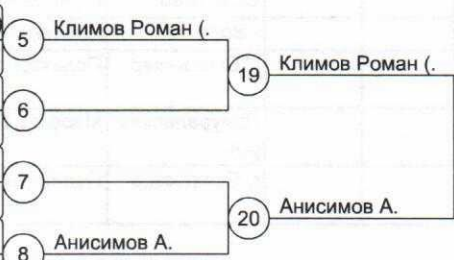 5 Климов Роман (.
19 Климов Роман (.
6
7
20 Анисимов А.
8 Анисимов А.